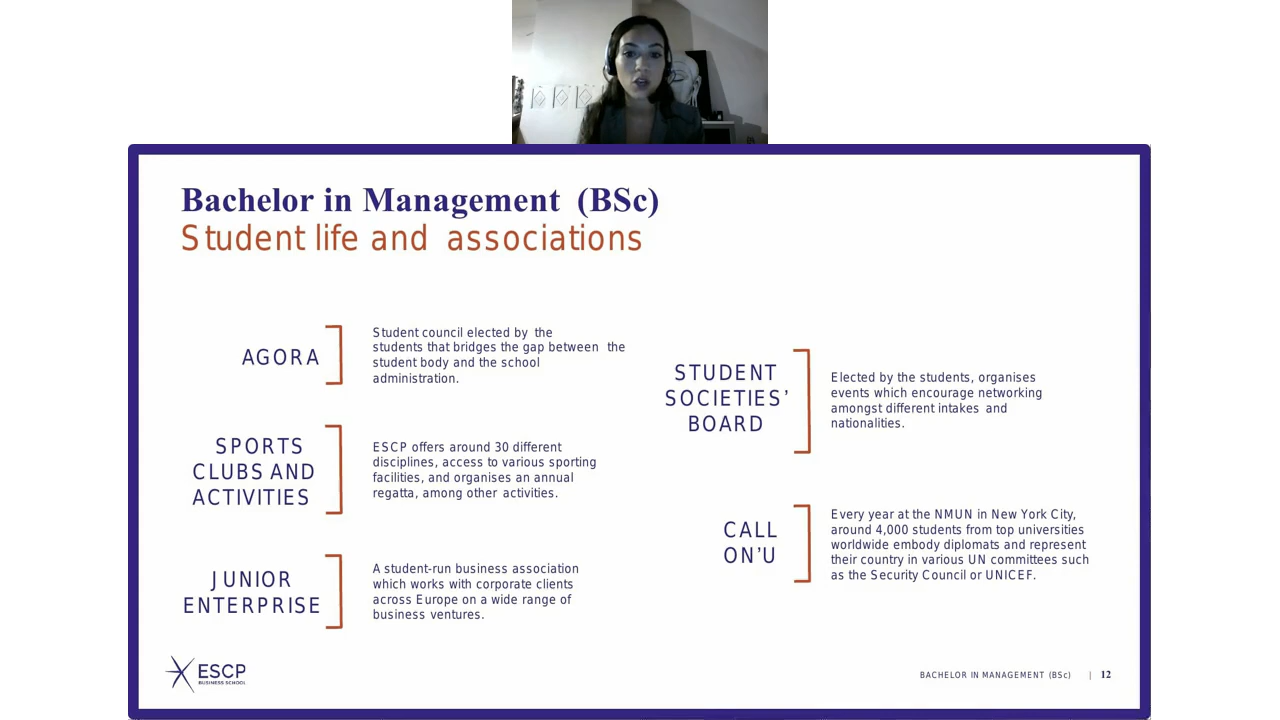 Bachelor in Management (BSc)
Student life and associations
AGORA
Student council elected by the
students that bridges the gap between the
student body and the school
administration.
SPORTS
CLUBS AND
ACTIVITIES
ESCP offers around 30 different
disciplines, access to various sporting
facilities, and organises an annual
regatta, among other activities.
JUNIOR
ENTERPRISE
A student-run business association
which works with corporate clients
across Europe on a wide range of
business ventures.
STUDENT
SOCIETIES’
BOARD
Elected by the students, organises
events which encourage networking
amongst different intakes and
nationalities.
CALL
ON’U
Every year at the NMUN in New York City,
around 4,000 students from top universities
worldwide embody diplomats and represent
their country in various UN committees such
as the Security Council or UNICEF.
ESCP
BUSINESS SCHOOL
BACHELOR IN MANAGEMENT (BSc) | 12